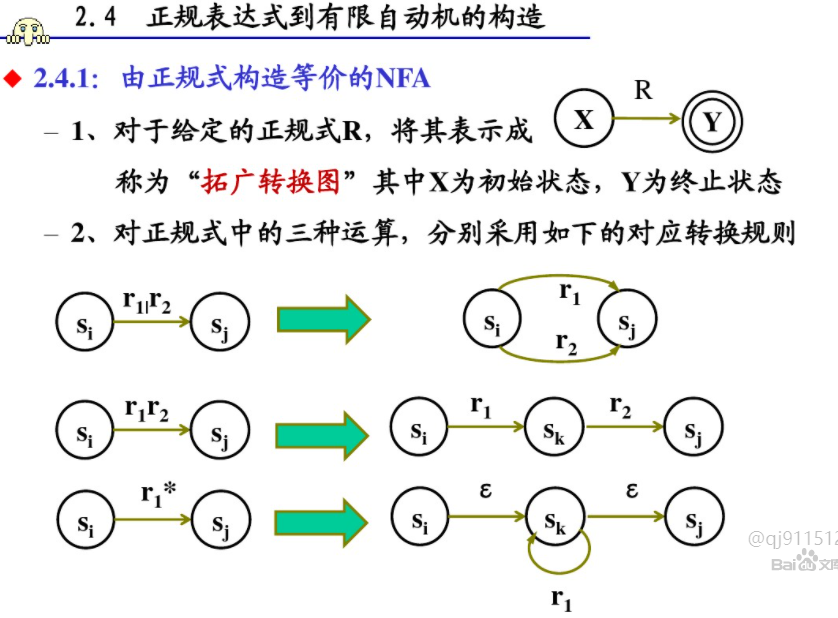 2.4 正规表达式到有限自动机的构造
2.4.1：由正规式构造等价的NFA
– 1、对于给定的正规式R，将其表示成
X R Y
称为“拓广转换图”其中X为初始状态，Y为终止状态
– 2、对正规式中的三种运算，分别采用如下的对应转换规则
si r1|r2 sj si r1 r2 sj
si r1r2 sj si r1 sk r2 sj
si r1* sj si ε sk ε sj
r1
@qj911512
Bai 文